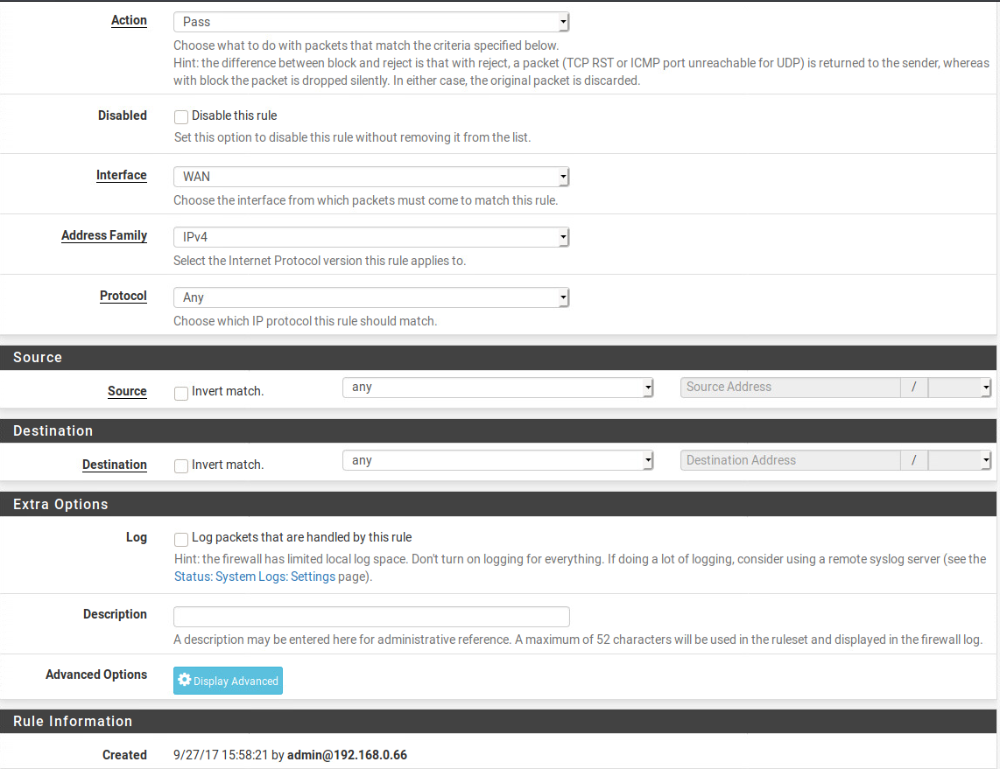 Action Pass
Choose what to do with packets that match the criteria specified below.
Hint: the difference between block and reject is that with reject, a packet (TCP RST or ICMP port unreachable for UDP) is returned to the sender, whereas
with block the packet is dropped silently. In either case, the original packet is discarded.
Disabled Disable this rule
Set this option to disable this rule without removing it from the list.
Interface WAN
Choose the interface from which packets must come to match this rule.
Address Family IPv4
Select the Internet Protocol version this rule applies to.
Protocol Any
Choose which IP protocol this rule should match.
Source
Source Invert match. any Source Address /
Destination
Destination Invert match. any Destination Address /
Extra Options
Log Log packets that are handled by this rule
Hint: the firewall has limited local log space. Don't turn on logging for everything. If doing a lot of logging, consider using a remote syslog server (see the
Status: System Logs: Settings page).
Description
A description may be entered here for administrative reference. A maximum of 52 characters will be used in the ruleset and displayed in the firewall log.
Advanced Options Display Advanced
Rule Information
Created 9/27/17 15:58:21 by admin@192.168.0.66